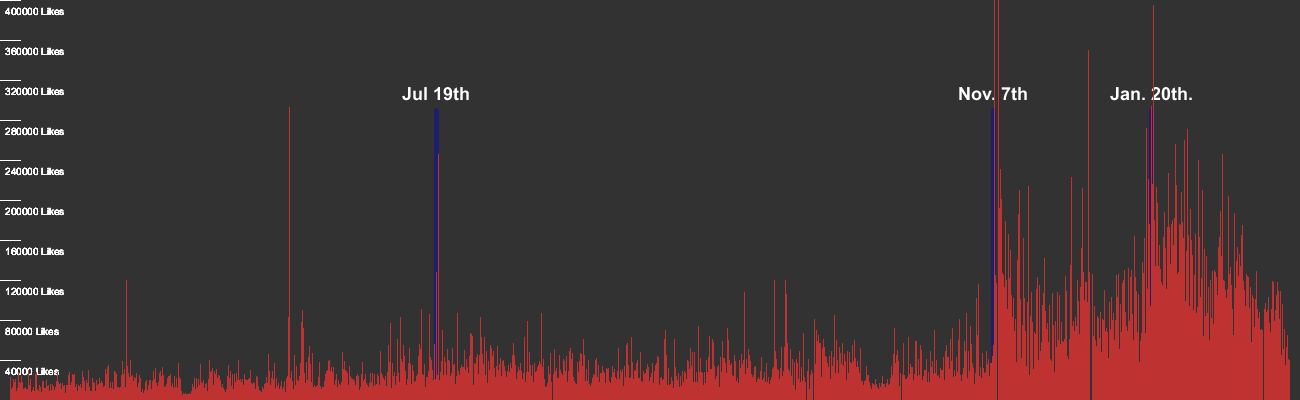 400000 Likes
360000 Likes
320000 Likes
Jul 19th
Nov. 7th
Jan. 20th.
280000 Likes
240000 Likes
200000 Likes
160000 Likes
120000 Likes
80000 Likes
40000 Likes